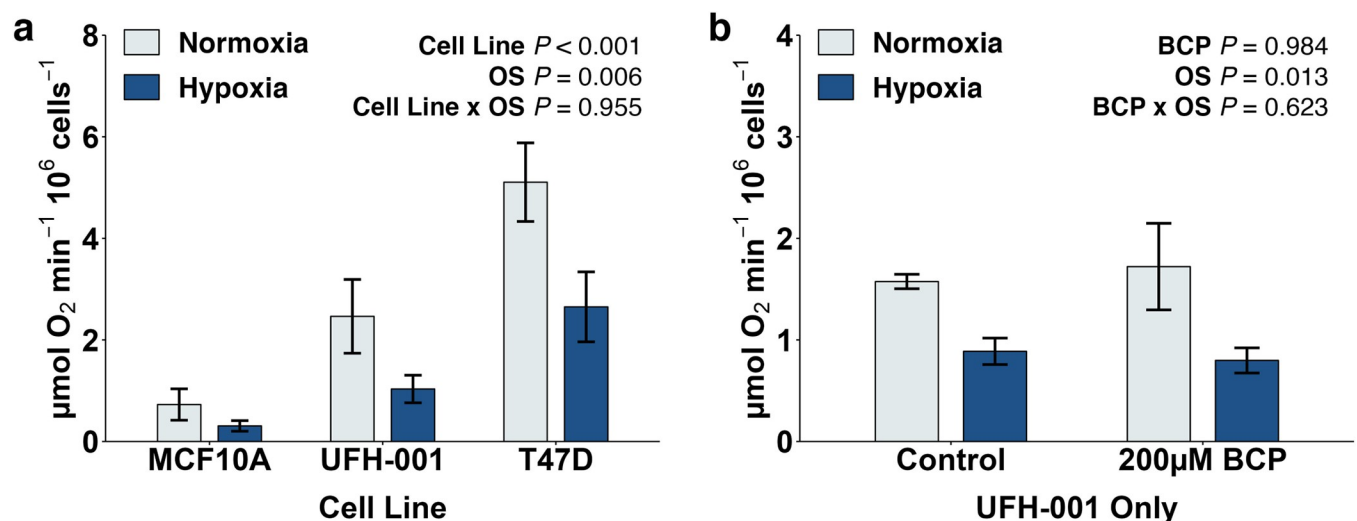 a
Normoxia
Hypoxia
Cell Line P < 0.001
OS P = 0.006
Cell Line x OS P = 0.955
µmol O₂ min⁻¹ 10⁶ cells⁻¹
8
6
4
2
0
MCF10A UFH-001 T47D
Cell Line
b
Normoxia
Hypoxia
BCP P = 0.984
OS P = 0.013
BCP x OS P = 0.623
µmol O₂ min⁻¹ 10⁶ cells⁻¹
4
3
2
1
0
Control 200µM BCP
UFH-001 Only